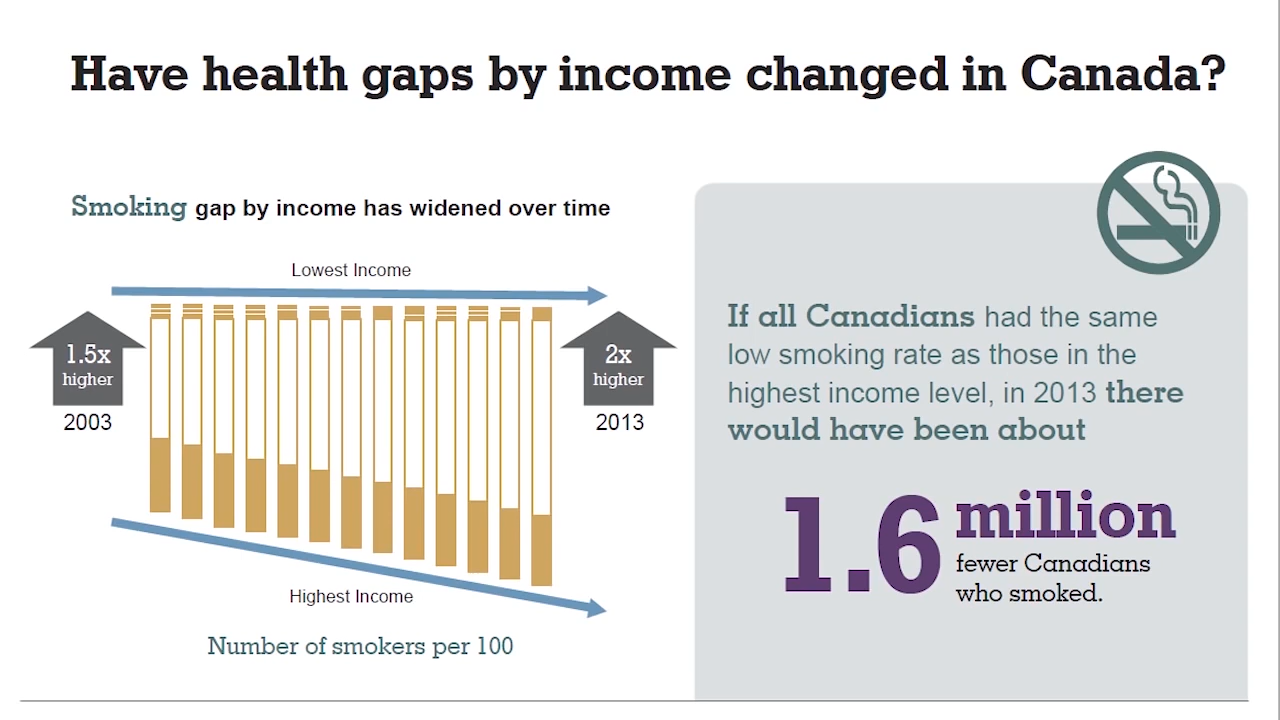 Have health gaps by income changed in Canada?
Smoking gap by income has widened over time
Lowest Income
1.5x
higher
2003
2x
higher
2013
Highest Income
Number of smokers per 100
If all Canadians had the same
low smoking rate as those in the
highest income level, in 2013 there
would have been about
1.6 million
fewer Canadians
who smoked.